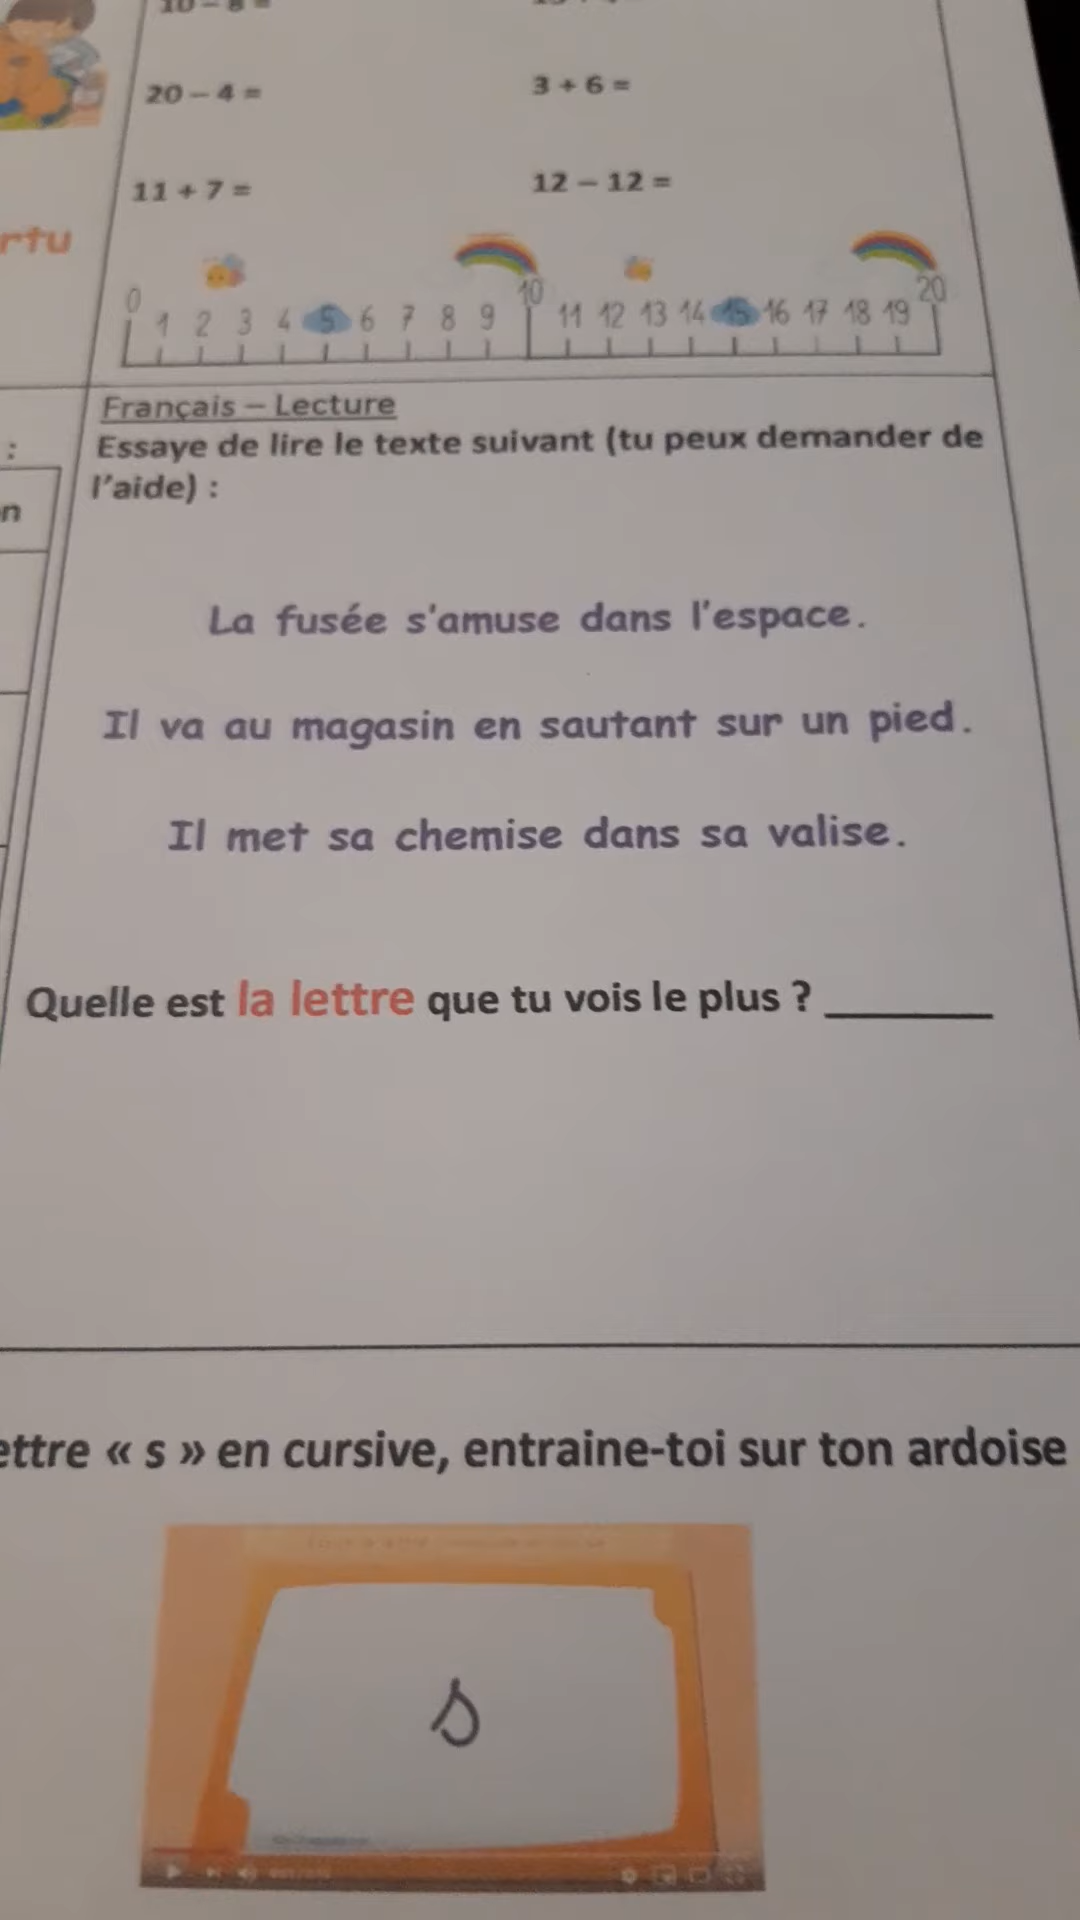 20 – 4 =
3 + 6 =
11 + 7 =
12 – 12 =
rtu
0 1 2 3 4 5 6 7 8 9 10 11 12 13 14 15 16 17 18 19 20
Français – Lecture
Essaye de lire le texte suivant (tu peux demander de
l'aide) :
:
n
La fusée s'amuse dans l'espace.
Il va au magasin en sautant sur un pied.
Il met sa chemise dans sa valise.
Quelle est la lettre que tu vois le plus ? _______
ettre « s » en cursive, entraine-toi sur ton ardoise
s